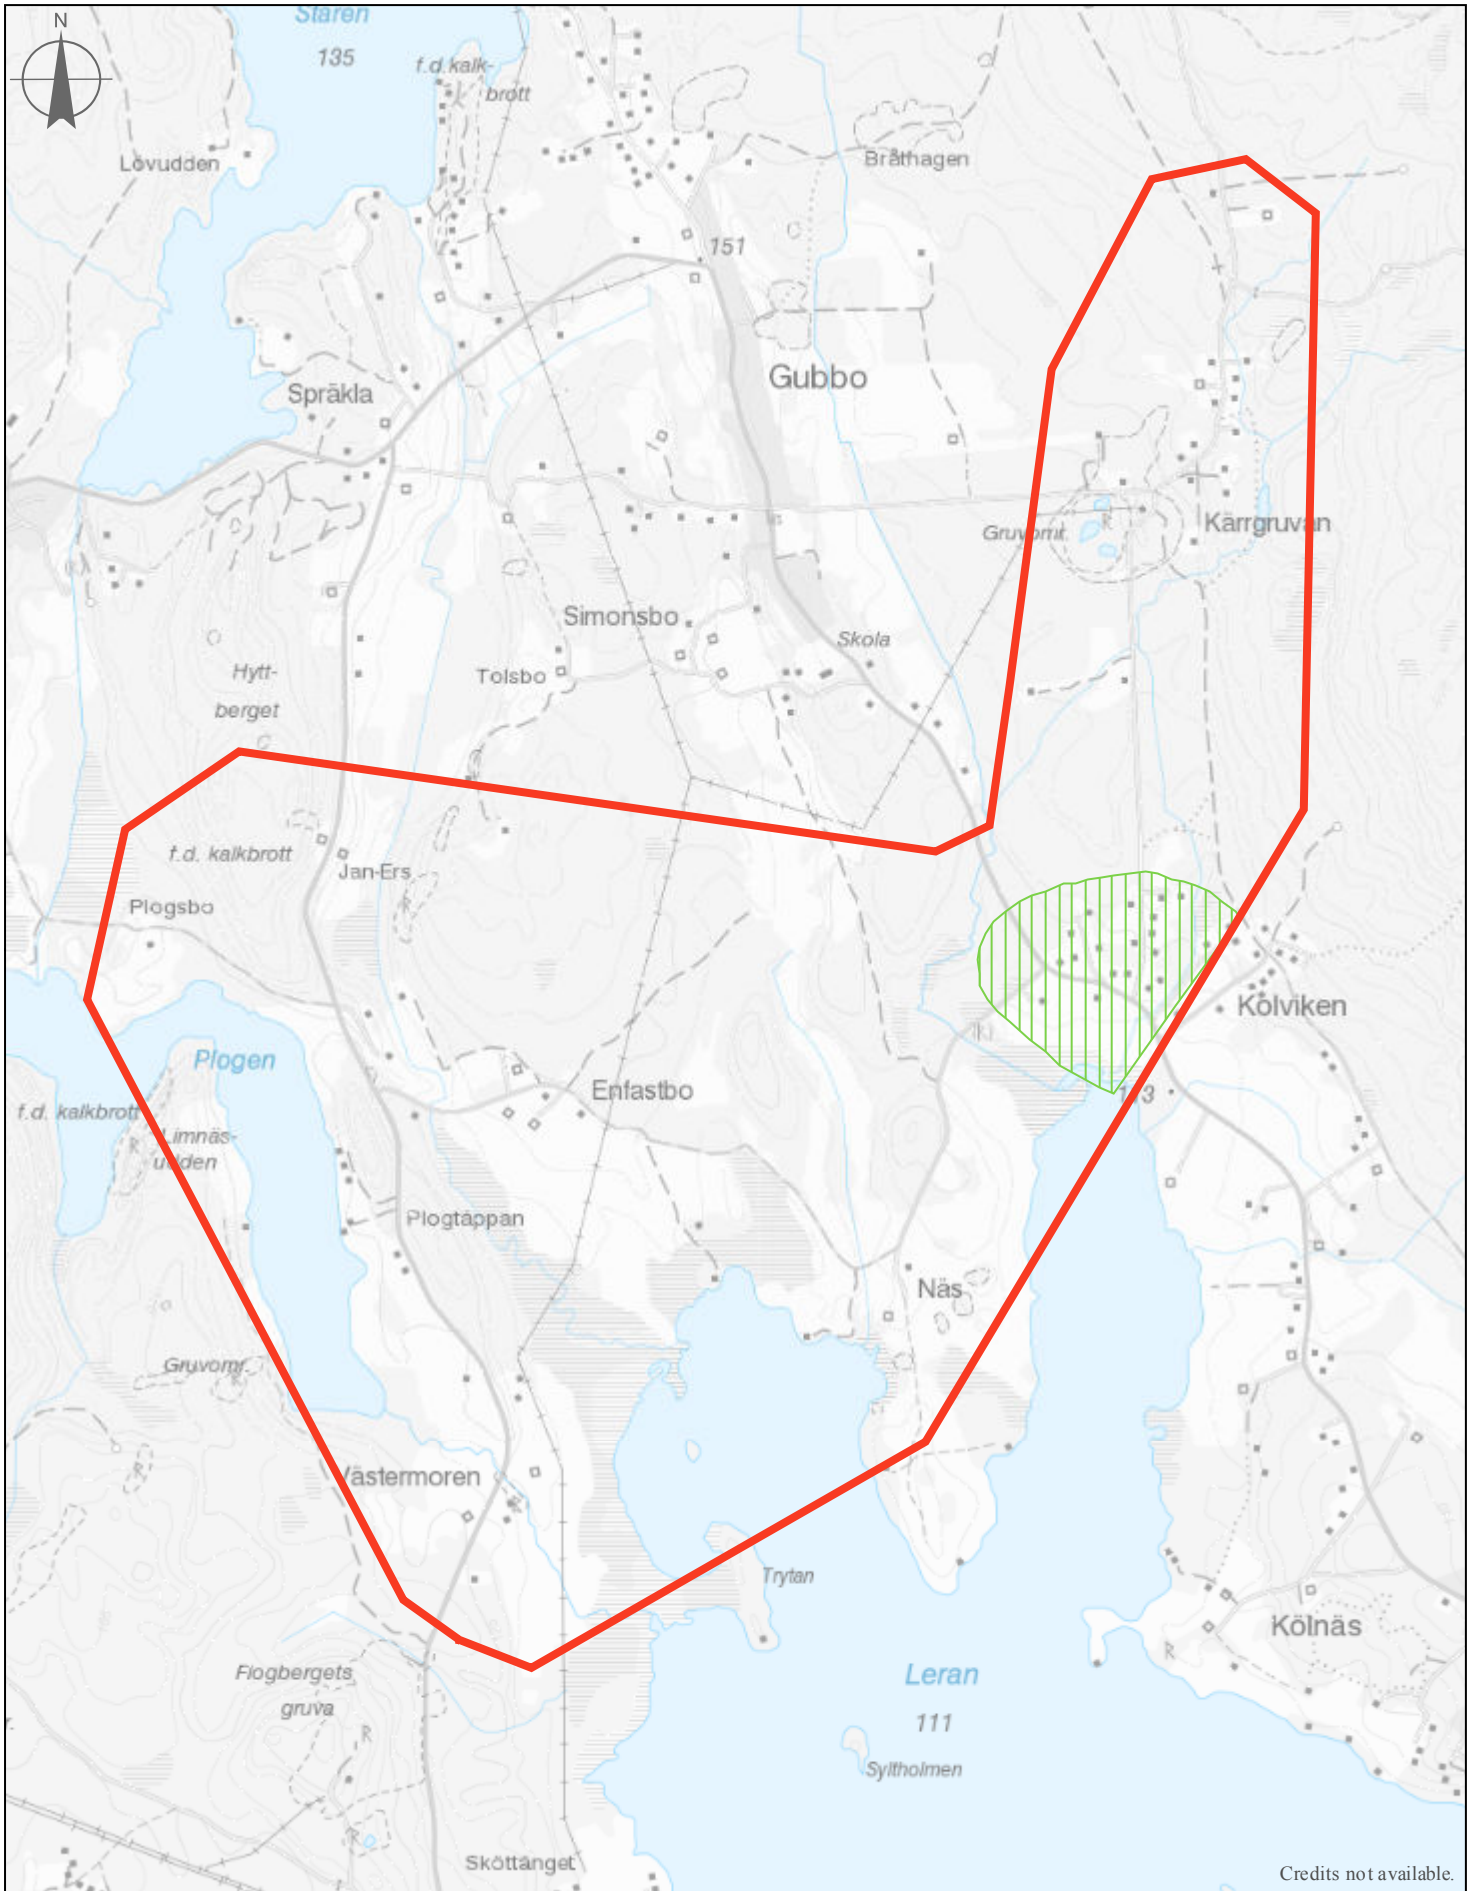 N
Staren
135
f.d.kalk-
brott
Lövudden
Bråthagen
151
Gubbo
Språkla
Gruvomr.
Kärrgruvan
Simonsbo
Skola
Tolsbo
Hytt-
berget
f.d. kalkbrott
Jan-Ers
Plogsbo
Kolviken
Plogen
Enfastbo
113
f.d. kalkbrott
Limnäs-
udden
Plogtäppan
Näs
Gruvomr.
Västermoren
Trytan
Kölnäs
Flogbergets
gruva
Leran
111
Syltholmen
Sköttänget
Credits not available.